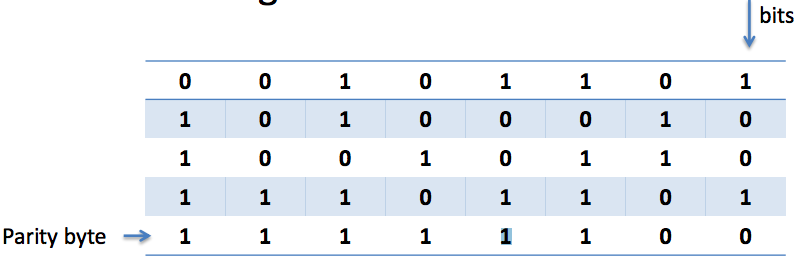 bits
0 0 1 0 1 1 0 1
1 0 1 0 0 0 1 0
1 0 0 1 0 1 1 0
1 1 1 0 1 1 0 1
Parity byte 1 1 1 1 1 1 0 0